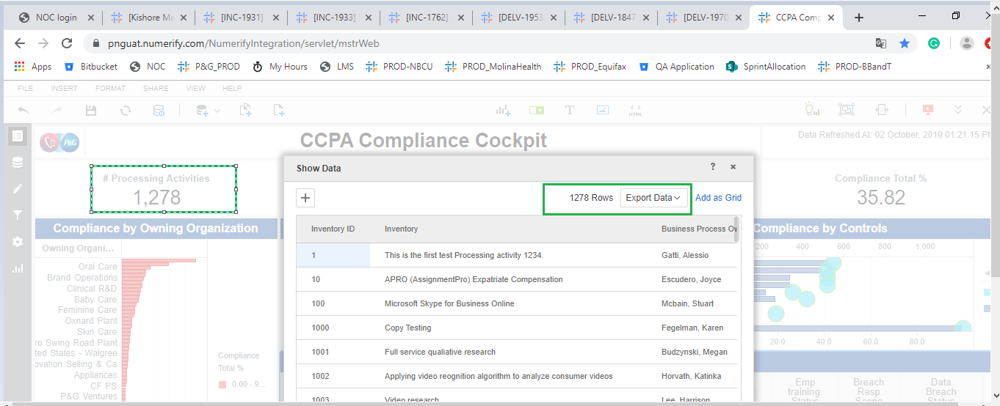 NOC login
[Kishore Ma
[INC-1931]
[INC-1933]
[INC-1762]
[DELV-1953
[DELV-1847
[DELV-1970
CCPA Comp
pnguat.numerify.com/NumerifyIntegration/servlet/mstrWeb
Apps
Bitbucket
NOC
P&G_PROD
My Hours
LMS
PROD-NBCU
PROD_MolinaHealth
PROD_Equifax
QA Application
SprintAllocation
PROD-BBandT
FILE INSERT FORMAT SHARE VIEW HELP
HTML
P&G
CCPA Compliance Cockpit
Data Refreshed At: 02 October, 2019 01:21:15 PM
# Processing Activities
1,278
Compliance Total %
35.82
Show Data
?
1278 Rows
Export Data
Add as Grid
Inventory ID Inventory Business Process Ow
1 This is the first test Processing activity 1234. Gatti, Alessio
10 APRO (AssignmentPro) Expatriate Compensation Escudero, Joyce
100 Microsoft Skype for Business Online Mcbain, Stuart
1000 Copy Testing Fegelman, Karen
1001 Full service qualiative research Budzynski, Megan
1002 Applying video reognition algorithm to analyze consumer videos Horvath, Katinka
1003 Video research Lee, Harrison
Compliance by Owning Organization
Owning Organi...
Oral Care
Brand Operations
Clinical R&D
Baby Care
Feminine Care
Oxnard Plant
Skin Care
ro Swing Road Plant
ted States - Walgree
ovation Selling & Ca
Appliances
CF PS
P&G Ventures
Compliance
Total %
0.00 - 9...
Compliance by Controls
200 400 600 800 1,000
20.0 40.0 60.0 80.0
Emp
training:
Status
Breach
Resp
Scope
Data
Breach
Status